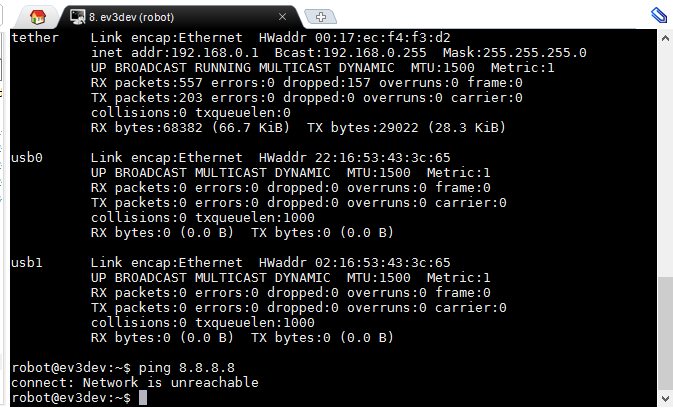 8. ev3dev (robot)
tether Link encap:Ethernet HWaddr 00:17:ec:f4:f3:d2
inet addr:192.168.0.1 Bcast:192.168.0.255 Mask:255.255.255.0
UP BROADCAST RUNNING MULTICAST DYNAMIC MTU:1500 Metric:1
RX packets:557 errors:0 dropped:157 overruns:0 frame:0
TX packets:203 errors:0 dropped:0 overruns:0 carrier:0
collisions:0 txqueuelen:0
RX bytes:68382 (66.7 KiB) TX bytes:29022 (28.3 KiB)
usb0 Link encap:Ethernet HWaddr 22:16:53:43:3c:65
UP BROADCAST MULTICAST DYNAMIC MTU:1500 Metric:1
RX packets:0 errors:0 dropped:0 overruns:0 frame:0
TX packets:0 errors:0 dropped:0 overruns:0 carrier:0
collisions:0 txqueuelen:1000
RX bytes:0 (0.0 B) TX bytes:0 (0.0 B)
usb1 Link encap:Ethernet HWaddr 02:16:53:43:3c:65
UP BROADCAST MULTICAST DYNAMIC MTU:1500 Metric:1
RX packets:0 errors:0 dropped:0 overruns:0 frame:0
TX packets:0 errors:0 dropped:0 overruns:0 carrier:0
collisions:0 txqueuelen:1000
RX bytes:0 (0.0 B) TX bytes:0 (0.0 B)
robot@ev3dev:~$ ping 8.8.8.8
connect: Network is unreachable
robot@ev3dev:~$